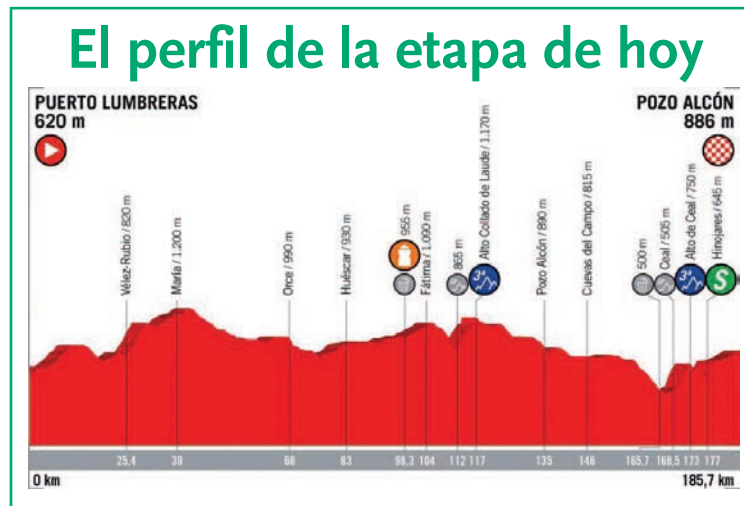 El perfil de la etapa de hoy
PUERTO LUMBRERAS
620 m
POZO ALCÓN
886 m
Vélez-Rubio / 820 m
María / 1.200 m
Orce / 990 m
Huéscar / 930 m
955 m
Fátima / 1.090 m
865 m
Alto Collado de Laude / 1.170 m
3ª
Pozo Alcón / 890 m
Cuevas del Campo / 815 m
500 m
Ceal / 505 m
Alto de Ceal / 750 m
3ª
Hinojares / 645 m
S
25,4
39
68
83
98,3
104
112
117
135
146
165,7
168,5
173
177
0 km
185,7 km